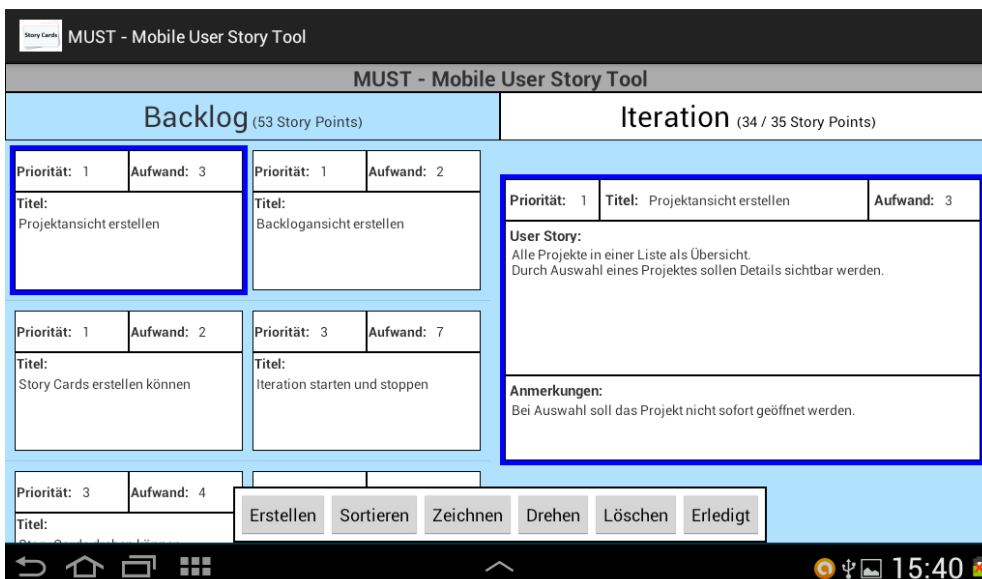 Story Cards
MUST - Mobile User Story Tool
MUST - Mobile User Story Tool
Backlog (53 Story Points)
Iteration (34 / 35 Story Points)
Priorität: 1 Aufwand: 3
Titel:
Projektansicht erstellen
Priorität: 1 Aufwand: 2
Titel:
Backlogansicht erstellen
Priorität: 1 Aufwand: 2
Titel:
Story Cards erstellen können
Priorität: 3 Aufwand: 7
Titel:
Iteration starten und stoppen
Priorität: 3 Aufwand: 4
Titel:
Priorität: 1 Titel: Projektansicht erstellen Aufwand: 3
User Story:
Alle Projekte in einer Liste als Übersicht.
Durch Auswahl eines Projektes sollen Details sichtbar werden.
Anmerkungen:
Bei Auswahl soll das Projekt nicht sofort geöffnet werden.
Erstellen Sortieren Zeichnen Drehen Löschen Erledigt
15:40